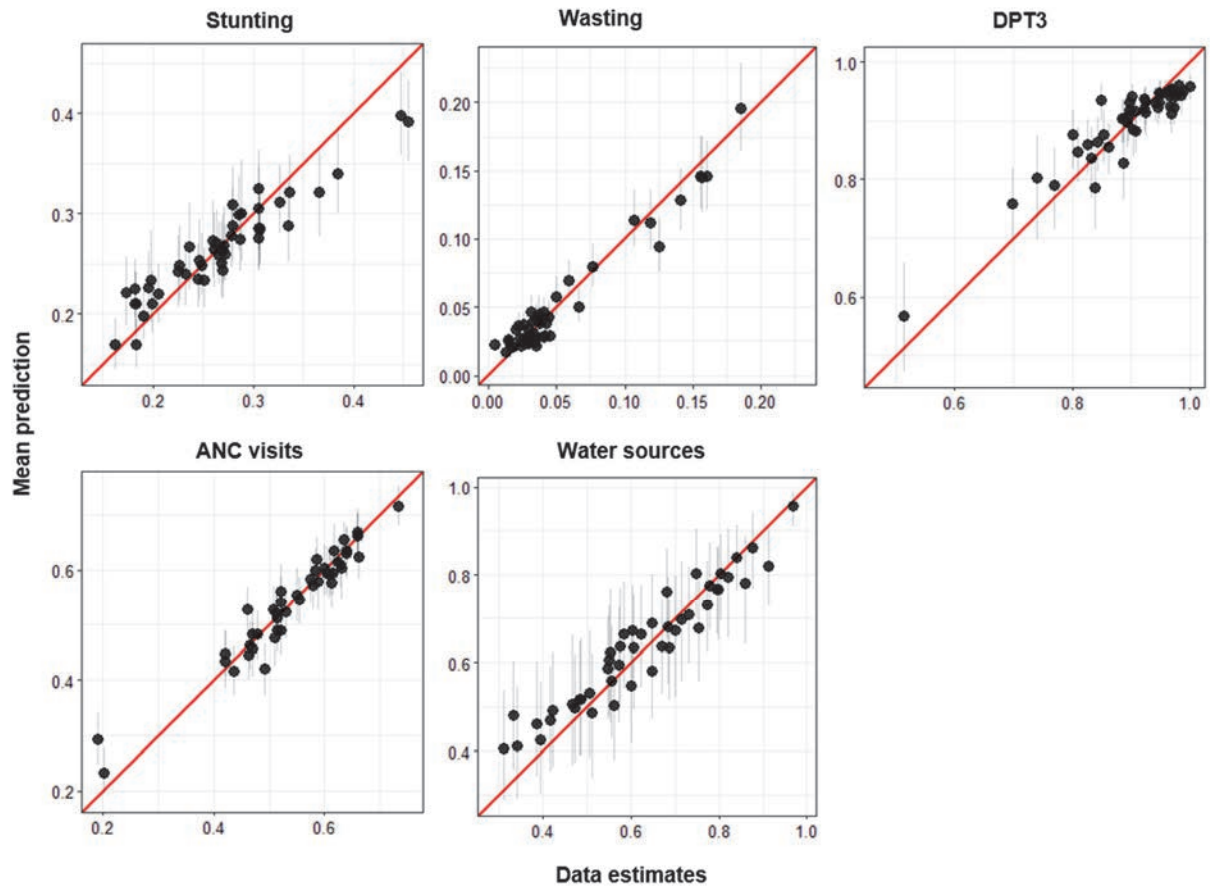 Stunting
Wasting
DPT3
0.4
0.3
0.2
0.2 0.3 0.4
0.20
0.15
0.10
0.05
0.00
0.00 0.05 0.10 0.15 0.20
1.0
0.8
0.6
0.6 0.8 1.0
Mean prediction
ANC visits
Water sources
0.6
0.4
0.2
0.2 0.4 0.6
1.0
0.8
0.6
0.4
0.4 0.6 0.8 1.0
Data estimates